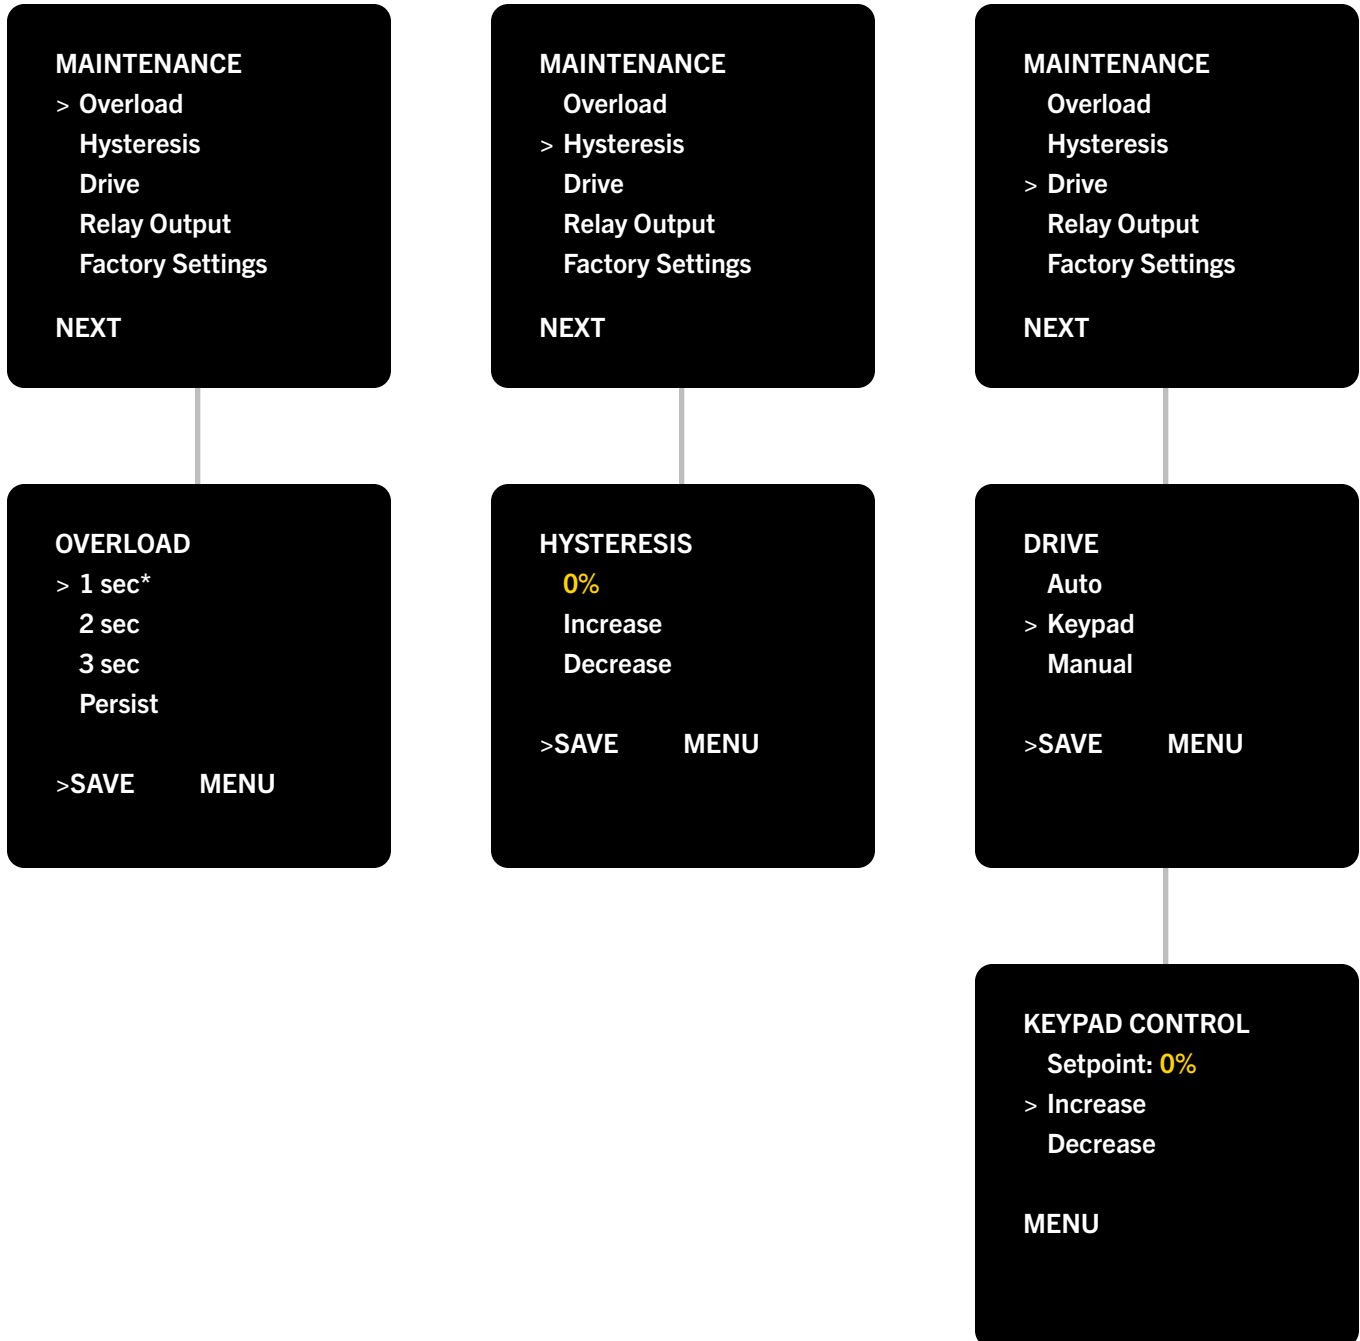 MAINTENANCE
> Overload
Hysteresis
Drive
Relay Output
Factory Settings
NEXT
MAINTENANCE
Overload
> Hysteresis
Drive
Relay Output
Factory Settings
NEXT
MAINTENANCE
Overload
Hysteresis
> Drive
Relay Output
Factory Settings
NEXT
OVERLOAD
> 1 sec*
2 sec
3 sec
Persist
>SAVE MENU
HYSTERESIS
0%
Increase
Decrease
>SAVE MENU
DRIVE
Auto
> Keypad
Manual
>SAVE MENU
KEYPAD CONTROL
Setpoint: 0%
> Increase
Decrease
MENU